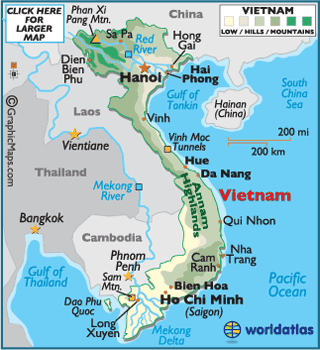 CLICK HERE
FOR
LARGER
MAP
VIETNAM
LOW / HILLS / MOUNTAINS
Phan Xi
Pang Mtn.
China
Sa Pa
Red
River
Hong
Gai
Dien
Bien
Phu
Hanoi
Hai
Phong
Gulf of
Tonkin
South
China
Sea
Hainan
(China)
©GraphicMaps.com
Laos
Vinh
200 mi
200 km
Vientiane
Vinh Moc
Tunnels
Hue
Da Nang
Thailand
Mekong
River
Annam
Highlands
Vietnam
Bangkok
Qui Nhon
Cambodia
Phnom
Penh
Nha
Trang
Cam
Ranh
Gulf of
Thailand
Sam
Mtn.
Pacific
Ocean
Bien Hoa
Dao Phu
Quoc
Ho Chi Minh
(Saigon)
Long
Xuyen
Mekong
Delta
worldatlas